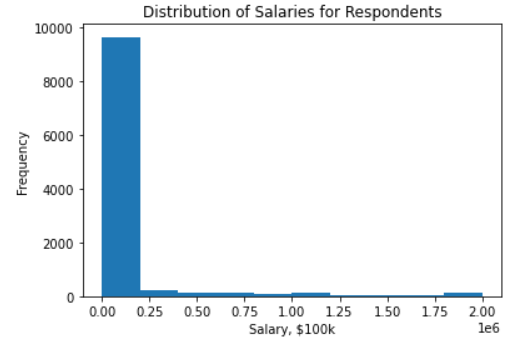 Distribution of Salaries for Respondents
10000
8000
6000
4000
2000
0
Frequency
0.00 0.25 0.50 0.75 1.00 1.25 1.50 1.75 2.00
1e6
Salary, $100k